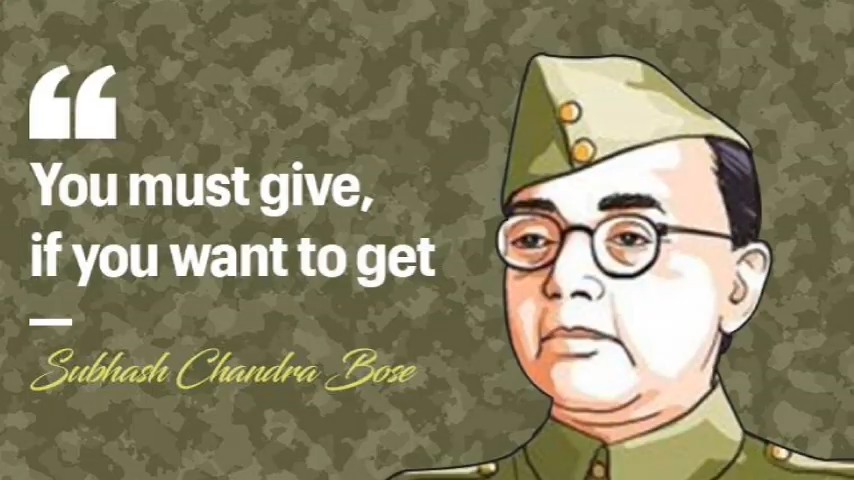 “
You must give,
if you want to get
—
Subhash Chandra Bose